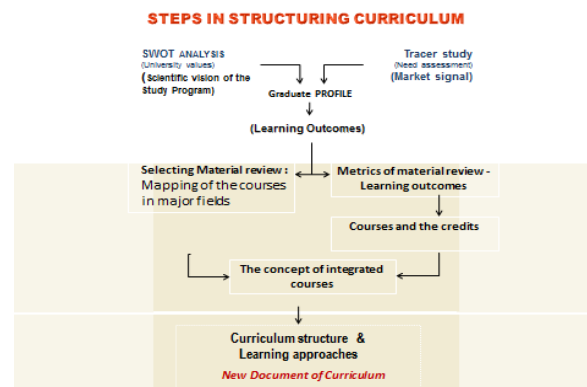 STEPS IN STRUCTURING CURRICULUM
SWOT ANALYSIS
(University values)
(Scientific vision of the
Study Program)
Tracer study
(Need assessment)
(Market signal)
Graduate PROFILE
(Learning Outcomes)
Selecting Material review :
Mapping of the courses
in major fields
Metrics of material review -
Learning outcomes
Courses and the credits
The concept of integrated
courses
Curriculum structure &
Learning approaches
New Document of Curriculum